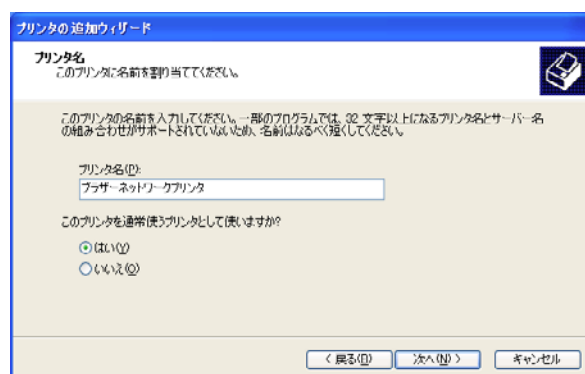 プリンタの追加ウィザード
プリンタ名
このプリンタに名前を割り当ててください。
このプリンタの名前を入力してください。一部のプログラムでは、32 文字以上になるプリンタ名とサーバー名
の組み合わせがサポートされていないため、名前はなるべく短くしてください。
プリンタ名(P):
ブラザーネットワークプリンタ
このプリンタを通常使うプリンタとして使いますか?
はい(Y)
いいえ(O)
< 戻る(B)
次へ(N) >
キャンセル